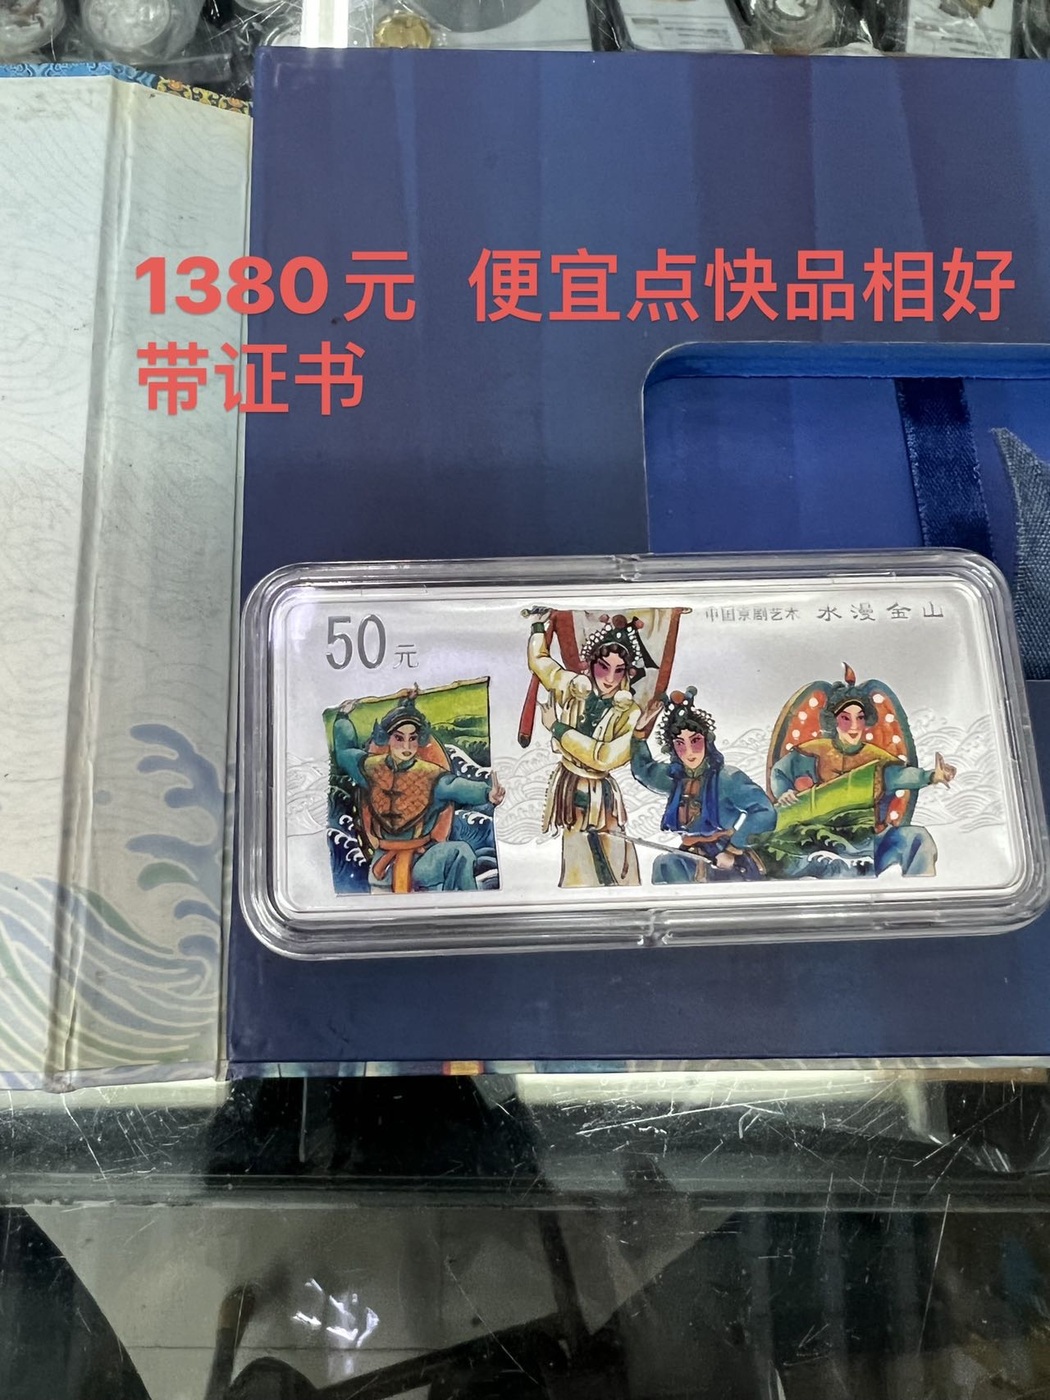 1380元 便宜点快品相好
带证书
50元
中国京剧艺术 水漫金山